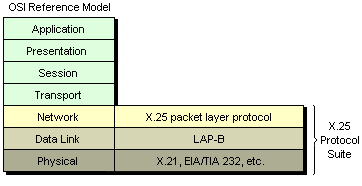 OSI Reference Model
Application
Presentation
Session
Transport
Network X.25 packet layer protocol
Data Link LAP-B
Physical X.21, EIA/TIA 232, etc.
X.25
Protocol
Suite